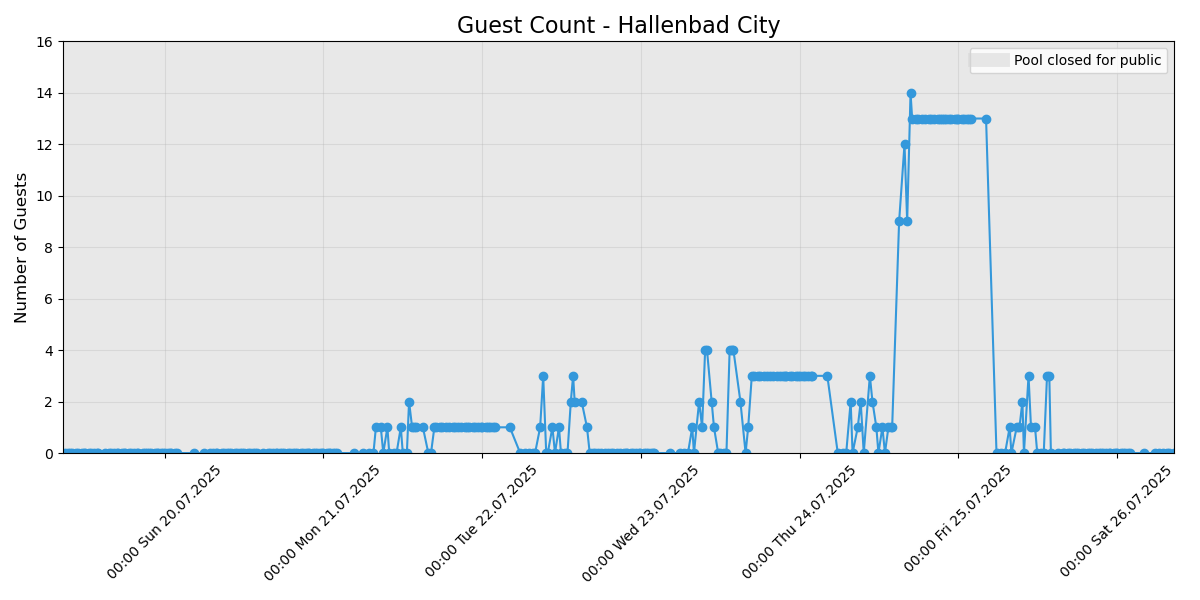 Guest Count - Hallenbad City
Pool closed for public
Number of Guests
16
14
12
10
8
6
4
2
0
00:00 Sun 20.07.2025
00:00 Mon 21.07.2025
00:00 Tue 22.07.2025
00:00 Wed 23.07.2025
00:00 Thu 24.07.2025
00:00 Fri 25.07.2025
00:00 Sat 26.07.2025